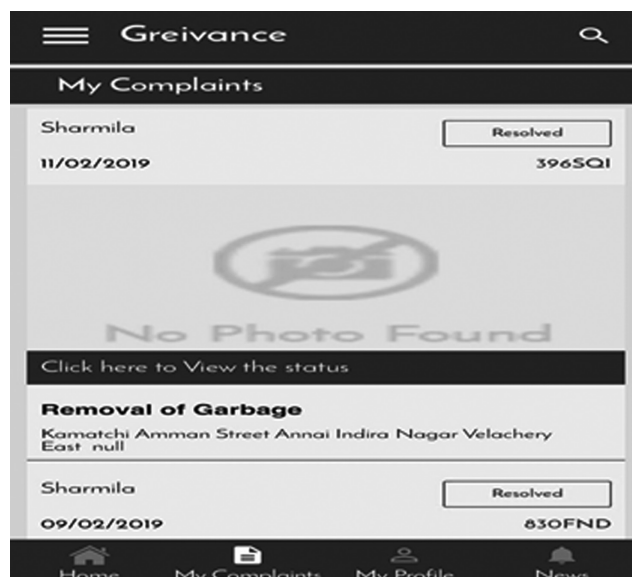 Greivance
My Complaints
Sharmila
Resolved
11/02/2019
396SQI
No Photo Found
Click here to View the status
Removal of Garbage
Kamatchi Amman Street Annai Indira Nagar Velachery
East null
Sharmila
Resolved
09/02/2019
830FND
Home My Complaints My Profile News